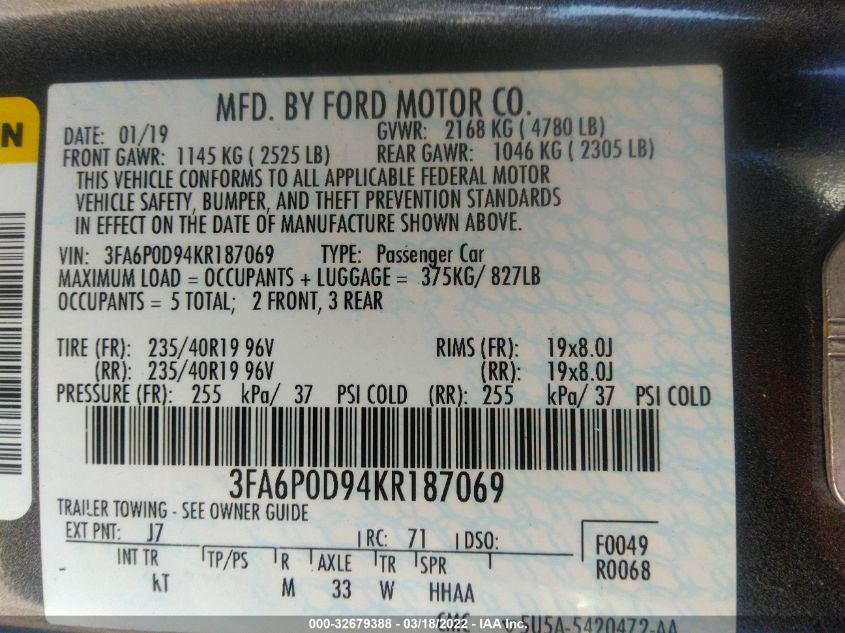 MFD. BY FORD MOTOR CO.
DATE: 01/19 GVWR: 2168 KG ( 4780 LB)
FRONT GAWR: 1145 KG ( 2525 LB) REAR GAWR: 1046 KG ( 2305 LB)
THIS VEHICLE CONFORMS TO ALL APPLICABLE FEDERAL MOTOR
VEHICLE SAFETY, BUMPER, AND THEFT PREVENTION STANDARDS
IN EFFECT ON THE DATE OF MANUFACTURE SHOWN ABOVE.
VIN: 3FA6P0D94KR187069 TYPE: Passenger Car
MAXIMUM LOAD = OCCUPANTS + LUGGAGE = 375KG/ 827LB
OCCUPANTS = 5 TOTAL; 2 FRONT, 3 REAR
TIRE (FR): 235/40R19 96V RIMS (FR): 19x8.0J
(RR): 235/40R19 96V (RR): 19x8.0J
PRESSURE (FR): 255 kPa/ 37 PSI COLD (RR): 255 kPa/ 37 PSI COLD
3FA6P0D94KR187069
TRAILER TOWING - SEE OWNER GUIDE
EXT PNT: J7 RC: 71 DSO: F0049
INT TR TP/PS R AXLE TR SPR R0068
kT M 33 W HHAA
5U5A-5420472-AA
000-32679388 - 03/18/2022 - IAAI